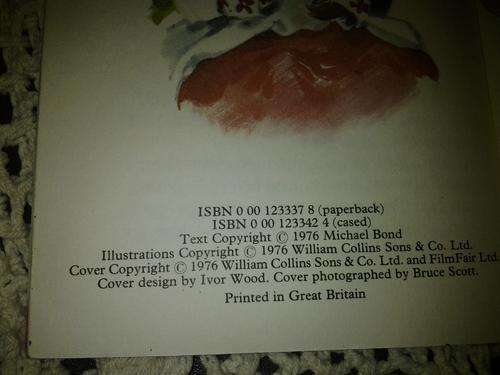 ISBN 0 00 123337 8 (paperback)
ISBN 0 00 123342 4 (cased)
Text Copyright © 1976 Michael Bond
Illustrations Copyright © 1976 William Collins Sons & Co. Ltd.
Cover Copyright © 1976 William Collins Sons & Co. Ltd. and FilmFair Ltd.
Cover design by Ivor Wood. Cover photographed by Bruce Scott.
Printed in Great Britain